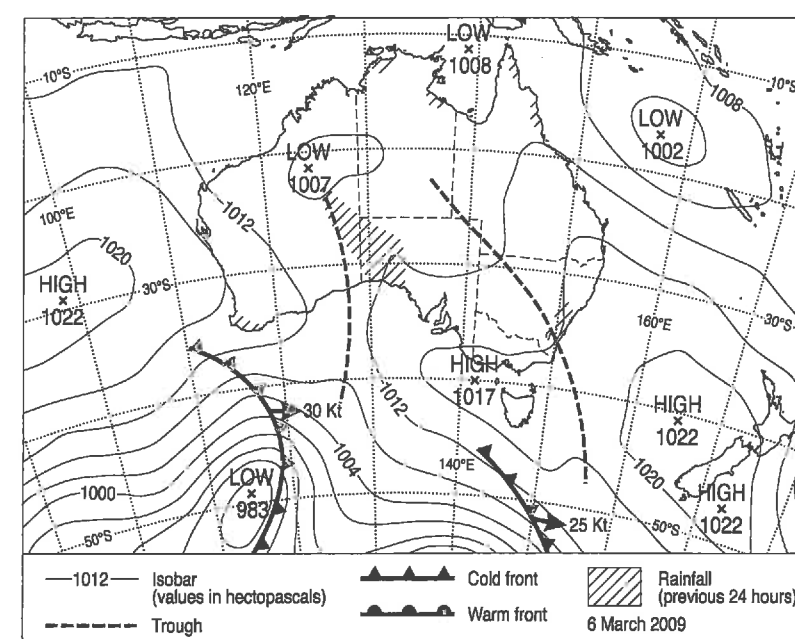 LOW
1008
10°S
120°E
1008
10°S
LOW
1002
LOW
1007
100°E
1012
1020
HIGH
1022
30°S
160°E
30°S
HIGH
1017
1012
30 Kt
HIGH
1022
1004
140°E
1020
LOW
983
1000
HIGH
1022
25 Kt
50°S
50°S
1012 Isobar
(values in hectopascals)
Trough
Cold front
Warm front
Rainfall
(previous 24 hours)
6 March 2009